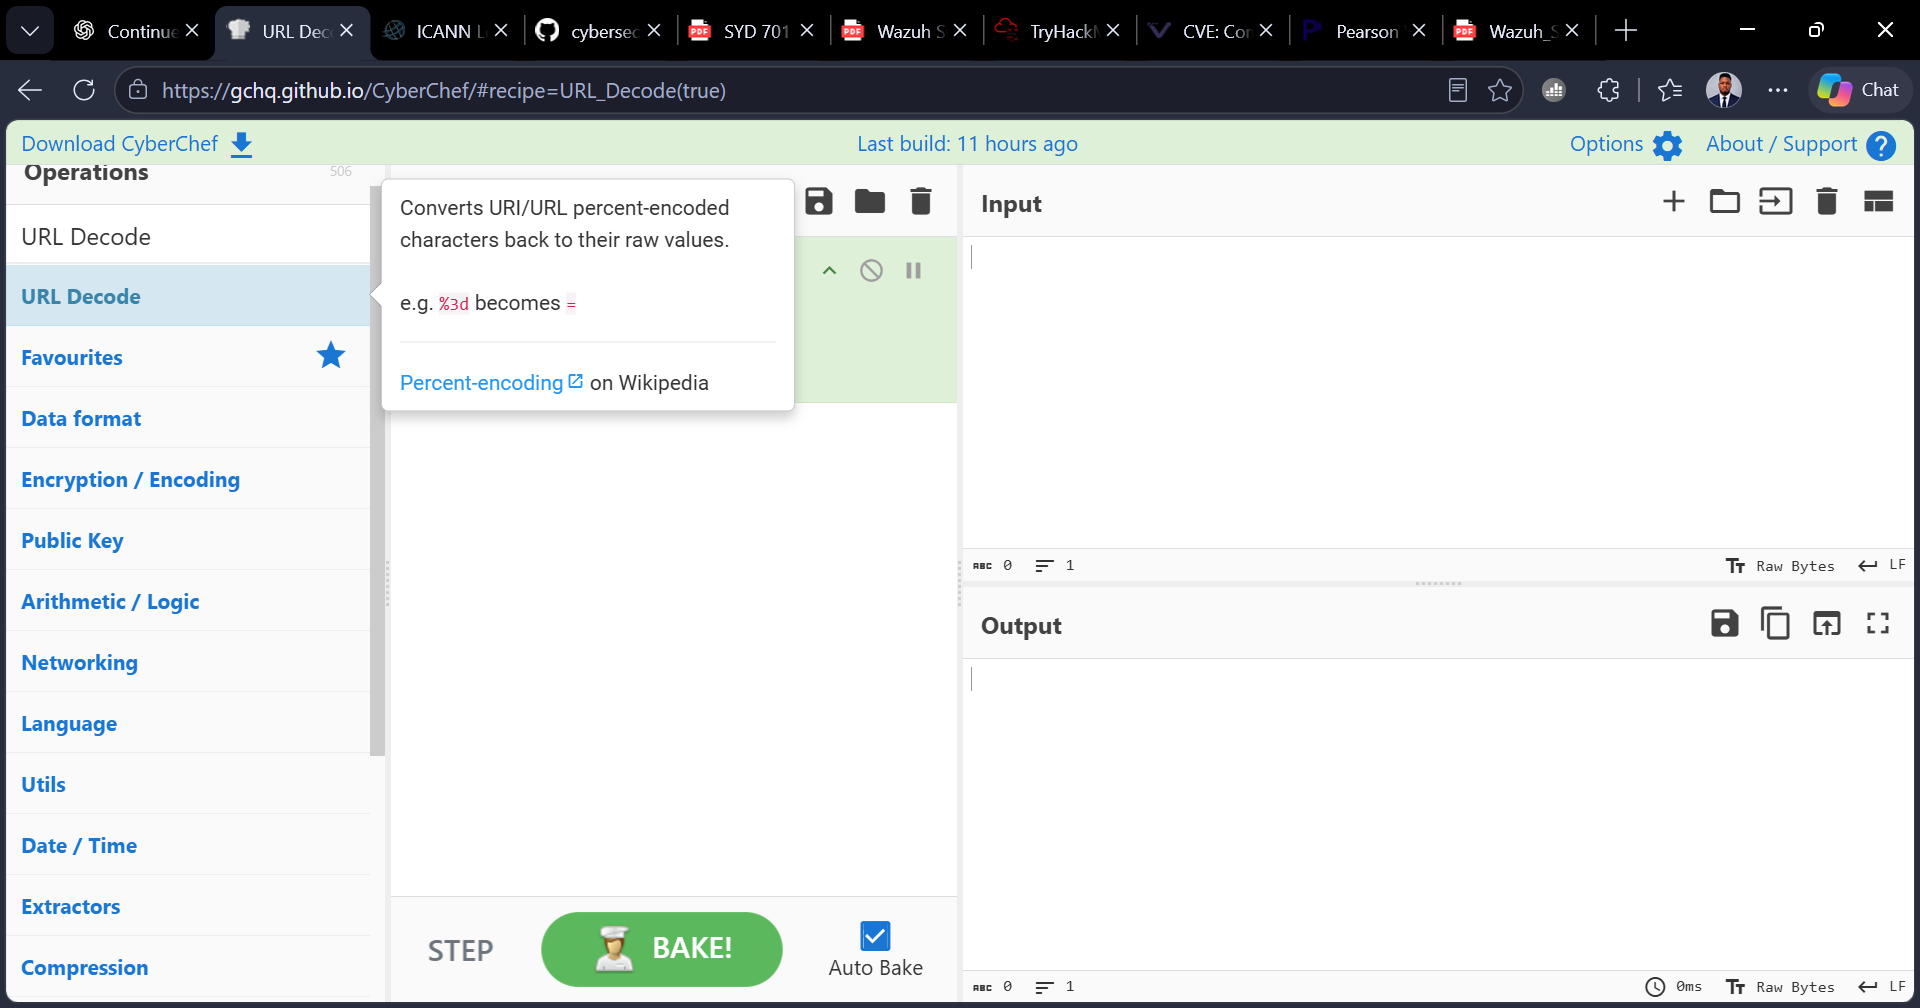 Continue
URL Dec
ICANN L
cybersec
SYD 701
Wazuh S
TryHackM
CVE: Con
Pearson
Wazuh_S
https://gchq.github.io/CyberChef/#recipe=URL_Decode(true)
Chat
Download CyberChef
Last build: 11 hours ago
Options
About / Support
Operations
506
URL Decode
URL Decode
Favourites
Data format
Encryption / Encoding
Public Key
Arithmetic / Logic
Networking
Language
Utils
Date / Time
Extractors
Compression
Converts URI/URL percent-encoded
characters back to their raw values.
e.g. %3d becomes =
Percent-encoding on Wikipedia
STEP
BAKE!
Auto Bake
Input
ABC 0
1
Raw Bytes
LF
Output
ABC 0
1
0ms
Raw Bytes
LF